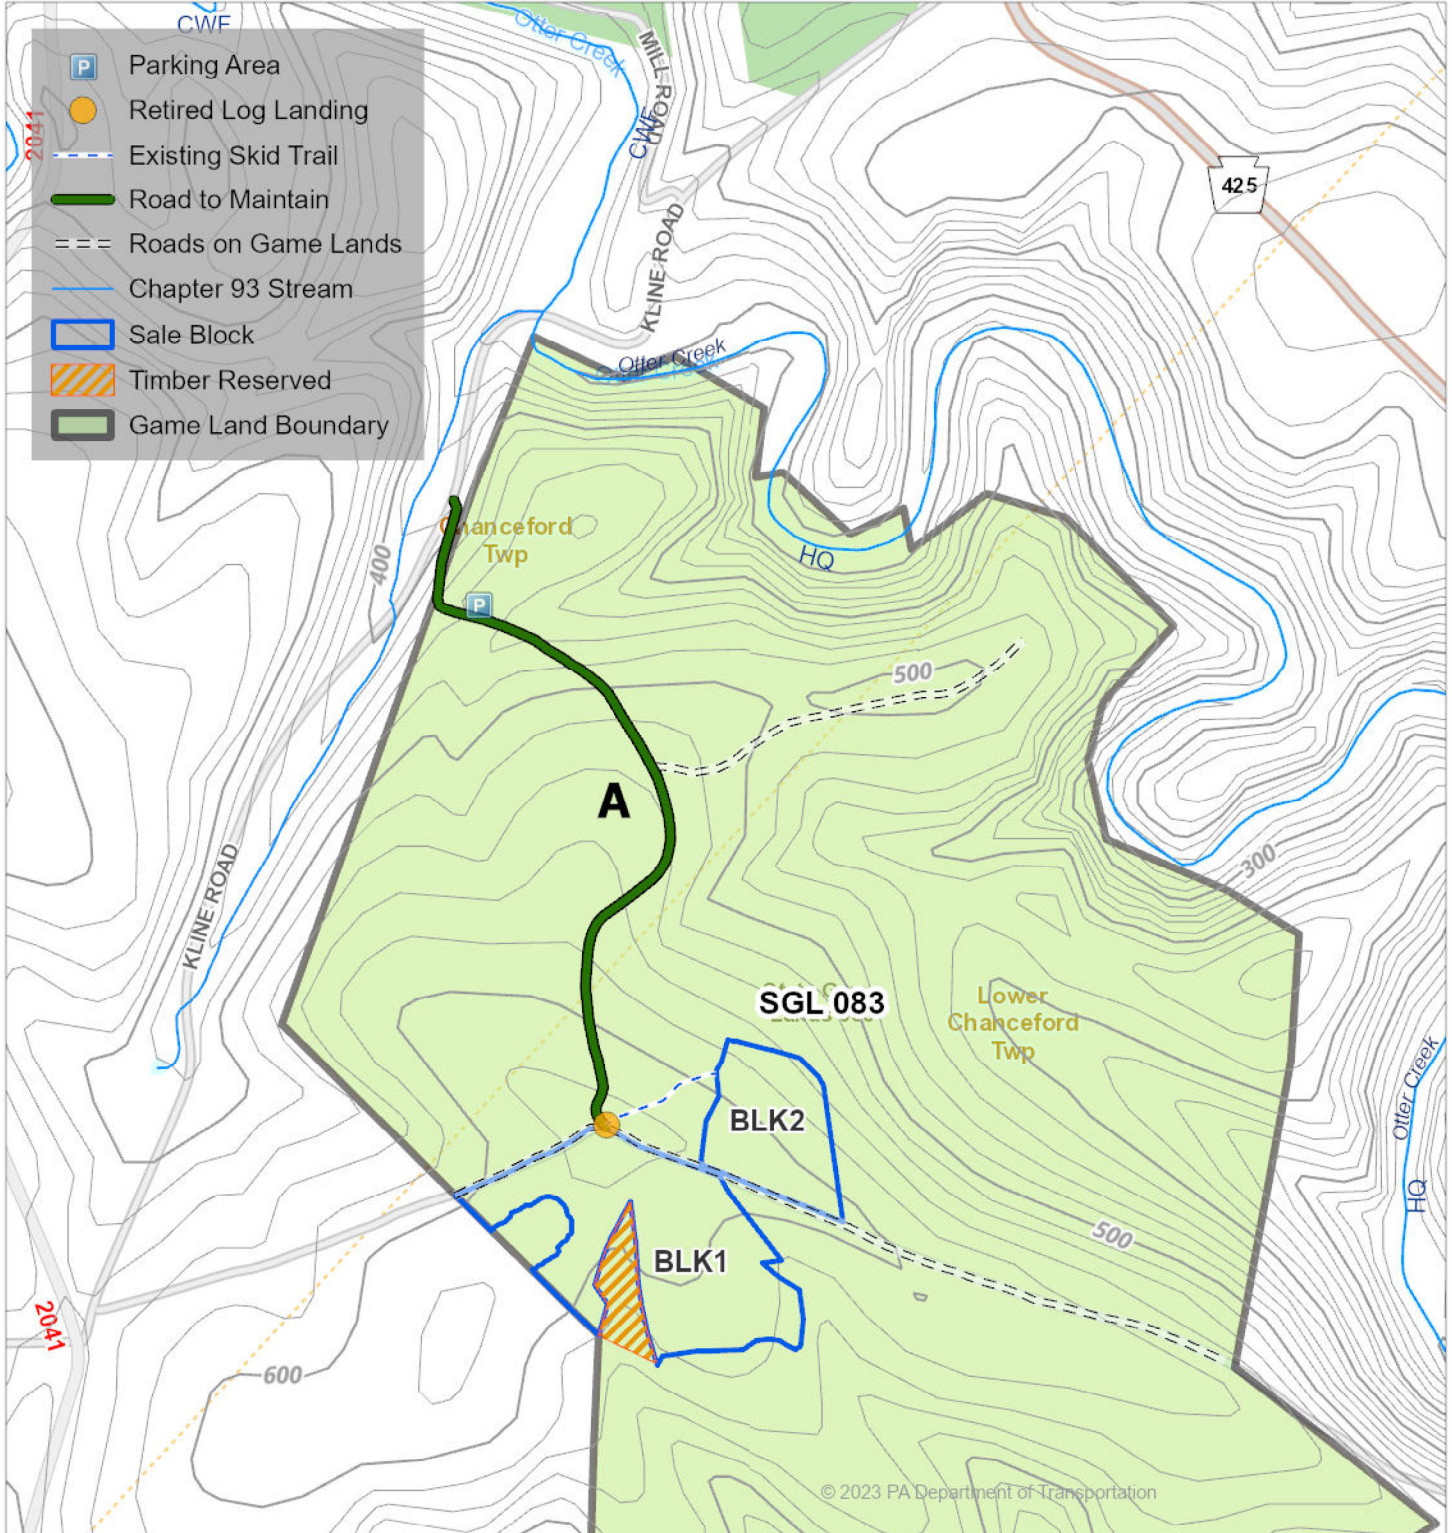 CWF
Otter Creek
MILL ROAD
CWF
2041
P Parking Area
Retired Log Landing
Existing Skid Trail
Road to Maintain
Roads on Game Lands
Chapter 93 Stream
Sale Block
Timber Reserved
Game Land Boundary
425
KLINE ROAD
Otter Creek
Chanceford
Twp
400
HQ
P
500
A
300
KLINE ROAD
SGL 083
Lower
Chanceford
Twp
Otter Creek
BLK2
HQ
500
BLK1
2041
600
© 2023 PA Department of Transportation